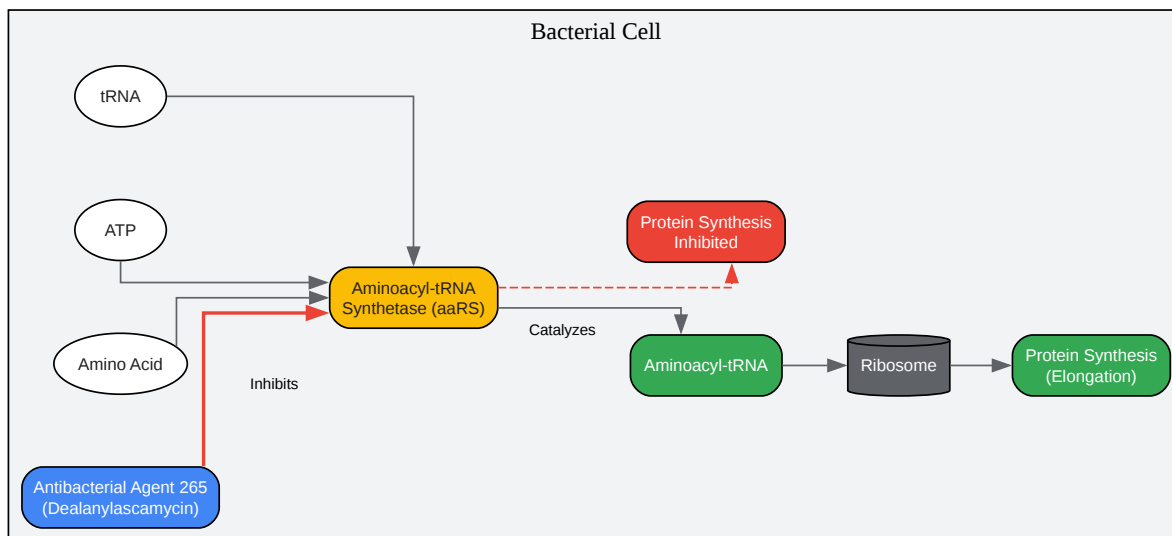 Bacterial Cell
tRNA
ATP
Protein Synthesis
Inhibited
Aminoacyl-tRNA
Synthetase (aaRS)
Catalyzes
Amino Acid
Aminoacyl-tRNA
Ribosome
Protein Synthesis
(Elongation)
Inhibits
Antibacterial Agent 265
(Dealanylascamycin)